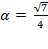 α = √7/4